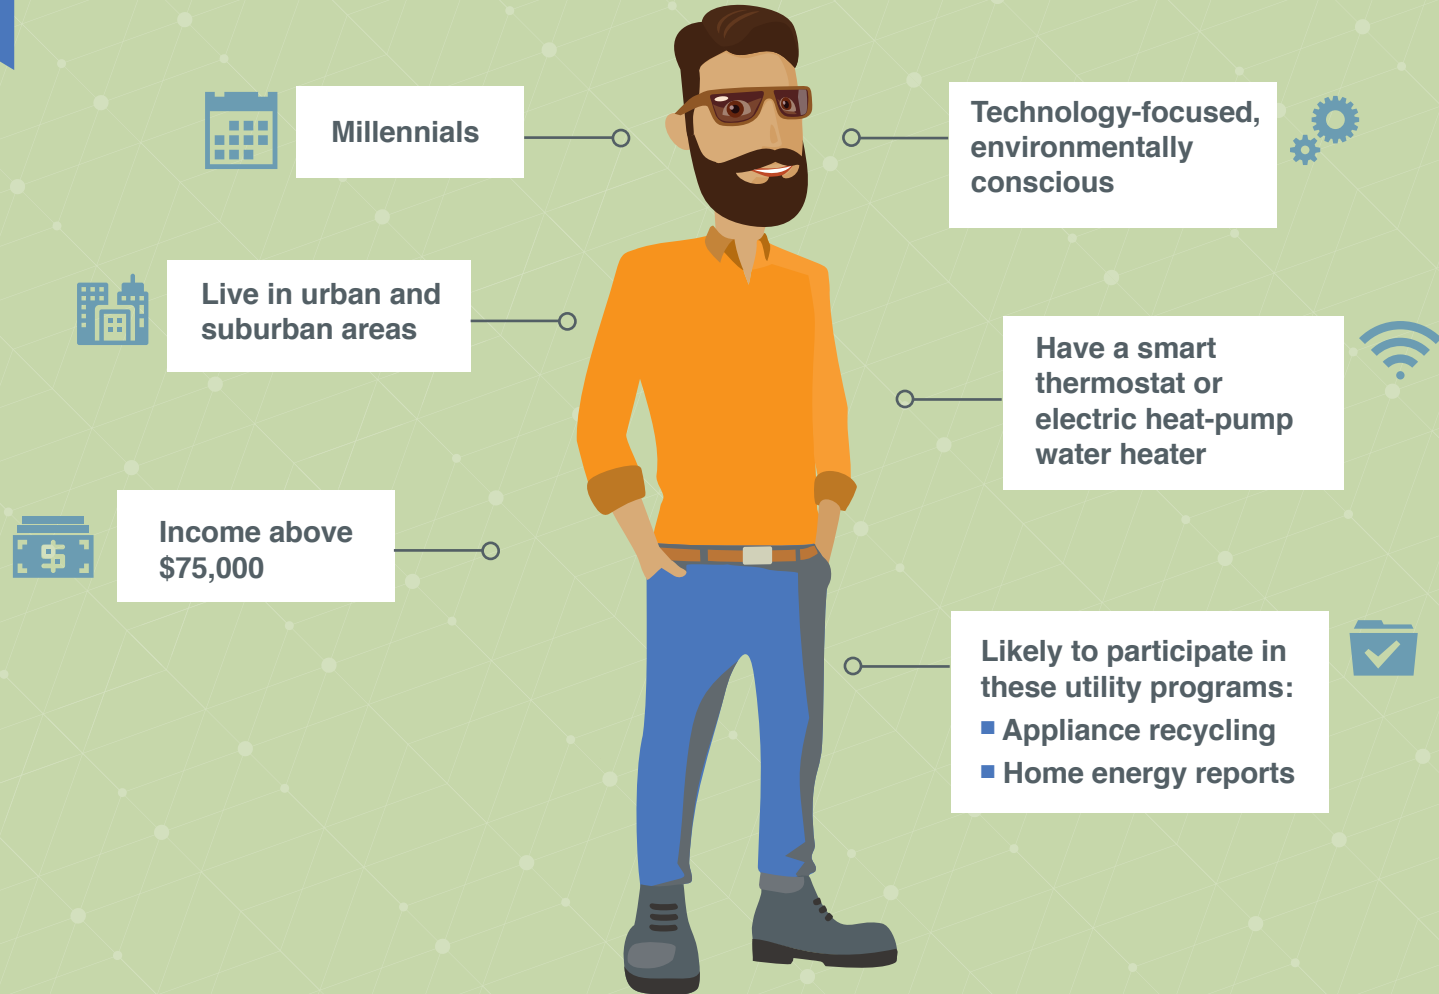 Millennials
Technology-focused,
environmentally
conscious
Live in urban and
suburban areas
Have a smart
thermostat or
electric heat-pump
water heater
Income above
$75,000
Likely to participate in
these utility programs:
■ Appliance recycling
■ Home energy reports